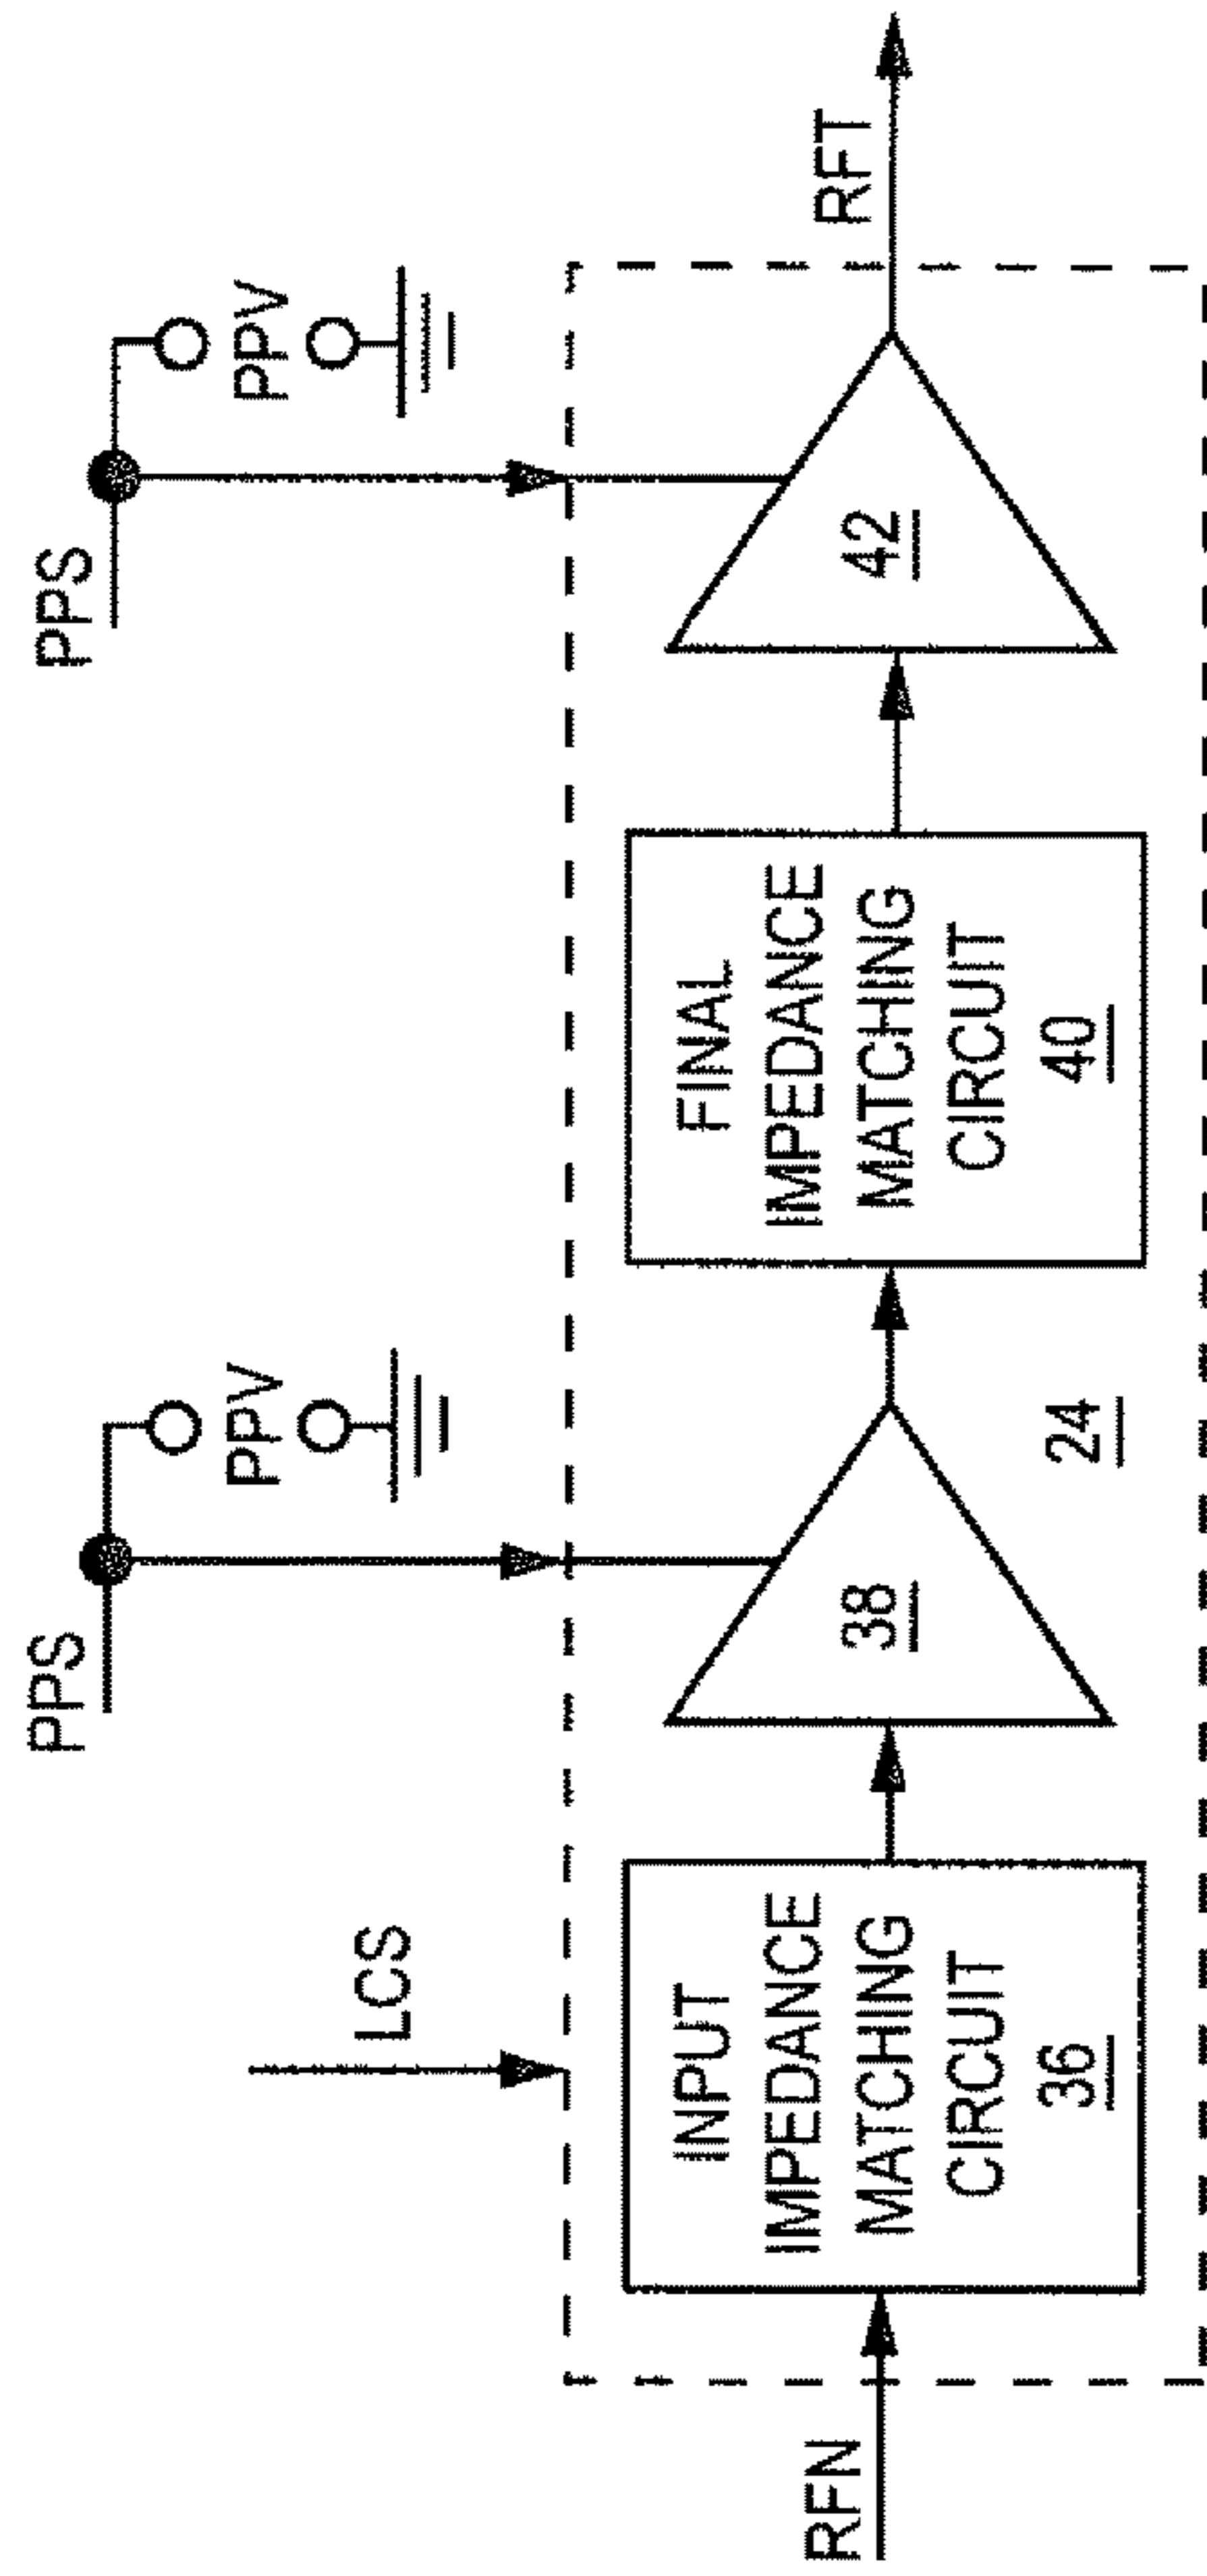 PPS
PPV
PPS
PPV
LCS
RFN
INPUT
IMPEDANCE
MATCHING
CIRCUIT
36
38
FINAL
IMPEDANCE
MATCHING
CIRCUIT
40
42
RFT
24